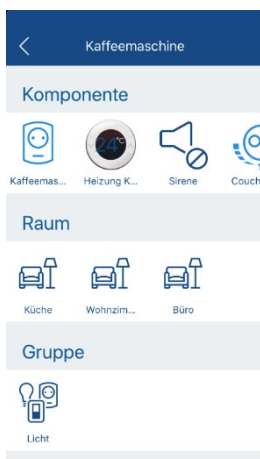 Kaffeemaschine
Komponente
24°C
Kaffeemas... Heizung K... Sirene Couch
Raum
Küche Wohnzim... Büro
Gruppe
Licht